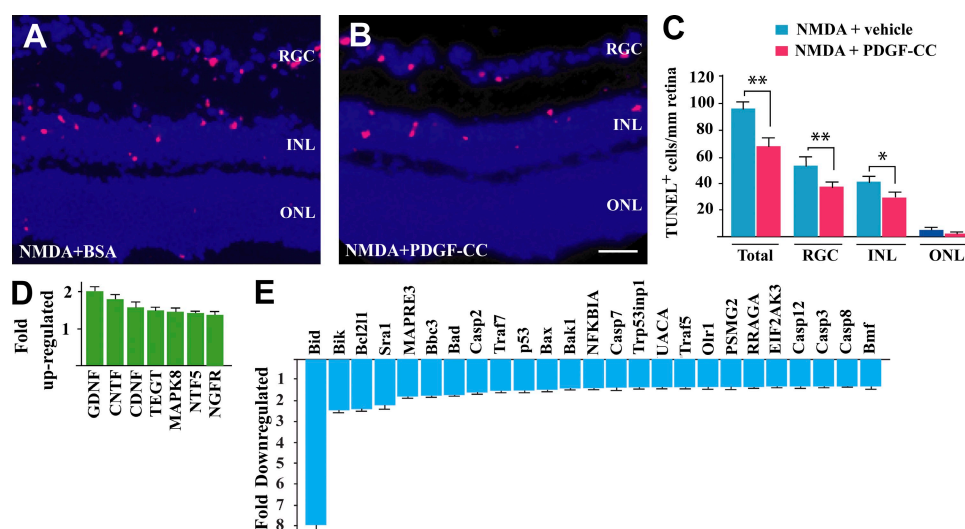 A
RGC
INL
ONL
NMDA+BSA
B
RGC
INL
ONL
NMDA+PDGF-CC
C
NMDA + vehicle
NMDA + PDGF-CC
TUNEL+ cells/mm retina
120
100
80
60
40
20
**
**
*
Total
RGC
INL
ONL
D
Fold
up-regulated
2
1
GDNF
CNTF
CDNF
TEGT
MAPK8
NTF5
NGFR
E
Bid
Bik
Bcl2l1
Sra1
MAPRE3
Bbc3
Bad
Casp2
Traf7
p53
Bax
Bak1
NFKBIA
Casp7
Trp53inp1
UACA
Traf5
Olr1
PSMG2
RRAGA
EIF2AK3
Casp12
Casp3
Casp8
Bmf
Fold Downregulated
1
2
3
4
5
6
7
8